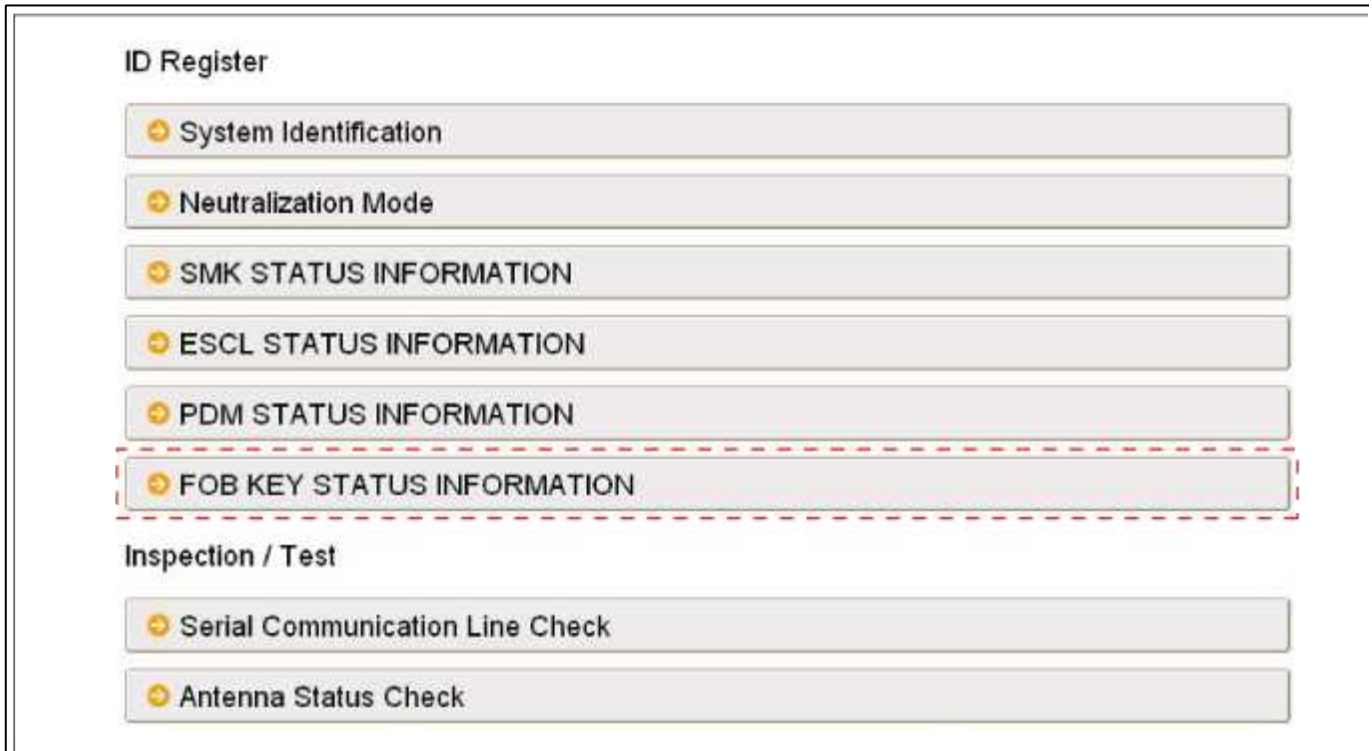 ID Register
System Identification
Neutralization Mode
SMK STATUS INFORMATION
ESCL STATUS INFORMATION
PDM STATUS INFORMATION
FOB KEY STATUS INFORMATION
Inspection / Test
Serial Communication Line Check
Antenna Status Check